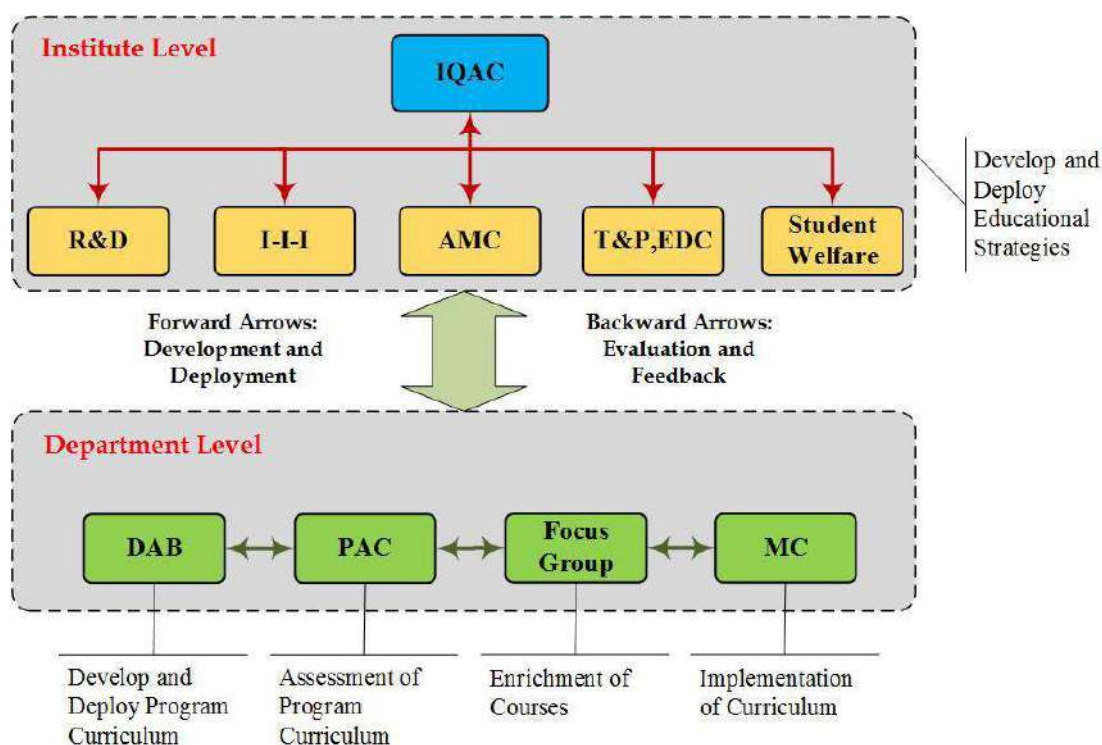 Institute Level
IQAC
R&D
I-I-I
AMC
T&P,EDC
Student
Welfare
Develop and
Deploy
Educational
Strategies
Forward Arrows:
Development and
Deployment
Backward Arrows:
Evaluation and
Feedback
Department Level
DAB
PAC
Focus
Group
MC
Develop and
Deploy Program
Curriculum
Assessment of
Program
Curriculum
Enrichment of
Courses
Implementation
of Curriculum